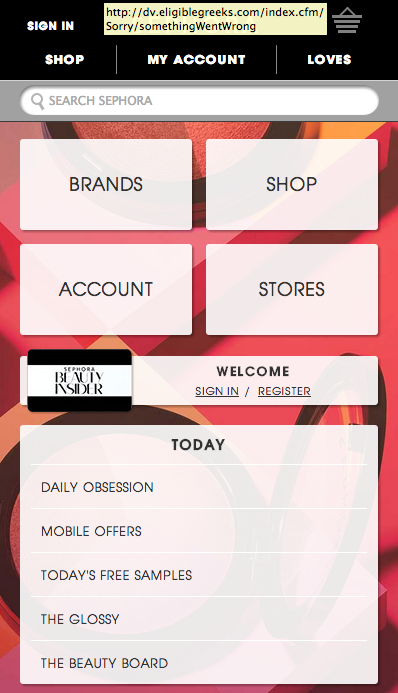 SIGN IN
http://dv.eligiblegreeks.com/index.cfm/
Sorry/somethingWentWrong
SHOP
MY ACCOUNT
LOVES
SEARCH SEPHORA
BRANDS
SHOP
ACCOUNT
STORES
SEPHORA
BEAUTY
INSIDER
WELCOME
SIGN IN / REGISTER
TODAY
DAILY OBSESSION
MOBILE OFFERS
TODAY'S FREE SAMPLES
THE GLOSSY
THE BEAUTY BOARD